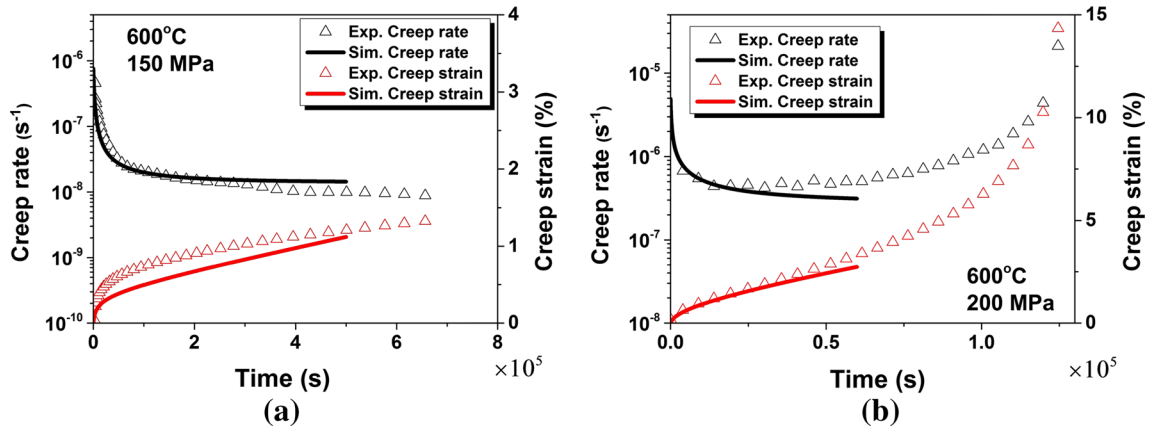 600°C
150 MPa
Exp. Creep rate
Sim. Creep rate
Exp. Creep strain
Sim. Creep strain
10⁻⁶
10⁻⁷
10⁻⁸
10⁻⁹
10⁻¹⁰
Creep rate (s⁻¹)
4
3
2
1
0
Creep strain (%)
0 2 4 6 8
×10⁵
Time (s)
(a)
Exp. Creep rate
Sim. Creep rate
Exp. Creep strain
Sim. Creep strain
10⁻⁵
10⁻⁶
10⁻⁷
10⁻⁸
Creep rate (s⁻¹)
15
10
5
0
Creep strain (%)
600°C
200 MPa
0.0 0.5 1.0
×10⁵
Time (s)
(b)